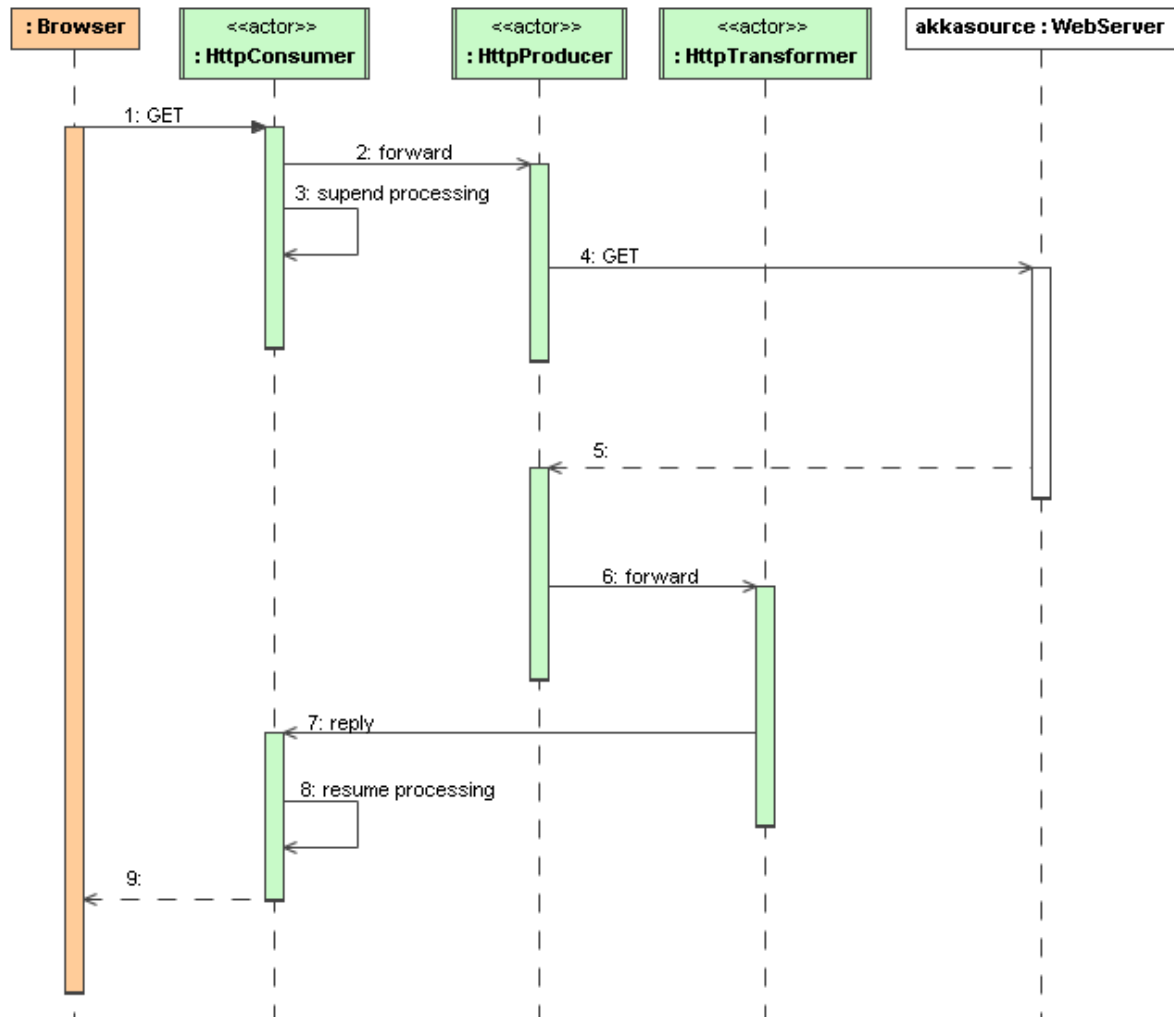 : Browser
<<actor>>
: HttpConsumer
<<actor>>
: HttpProducer
<<actor>>
: HttpTransformer
akkasource : WebServer
1: GET
2: forward
3: supend processing
4: GET
5:
6: forward
7: reply
8: resume processing
9: